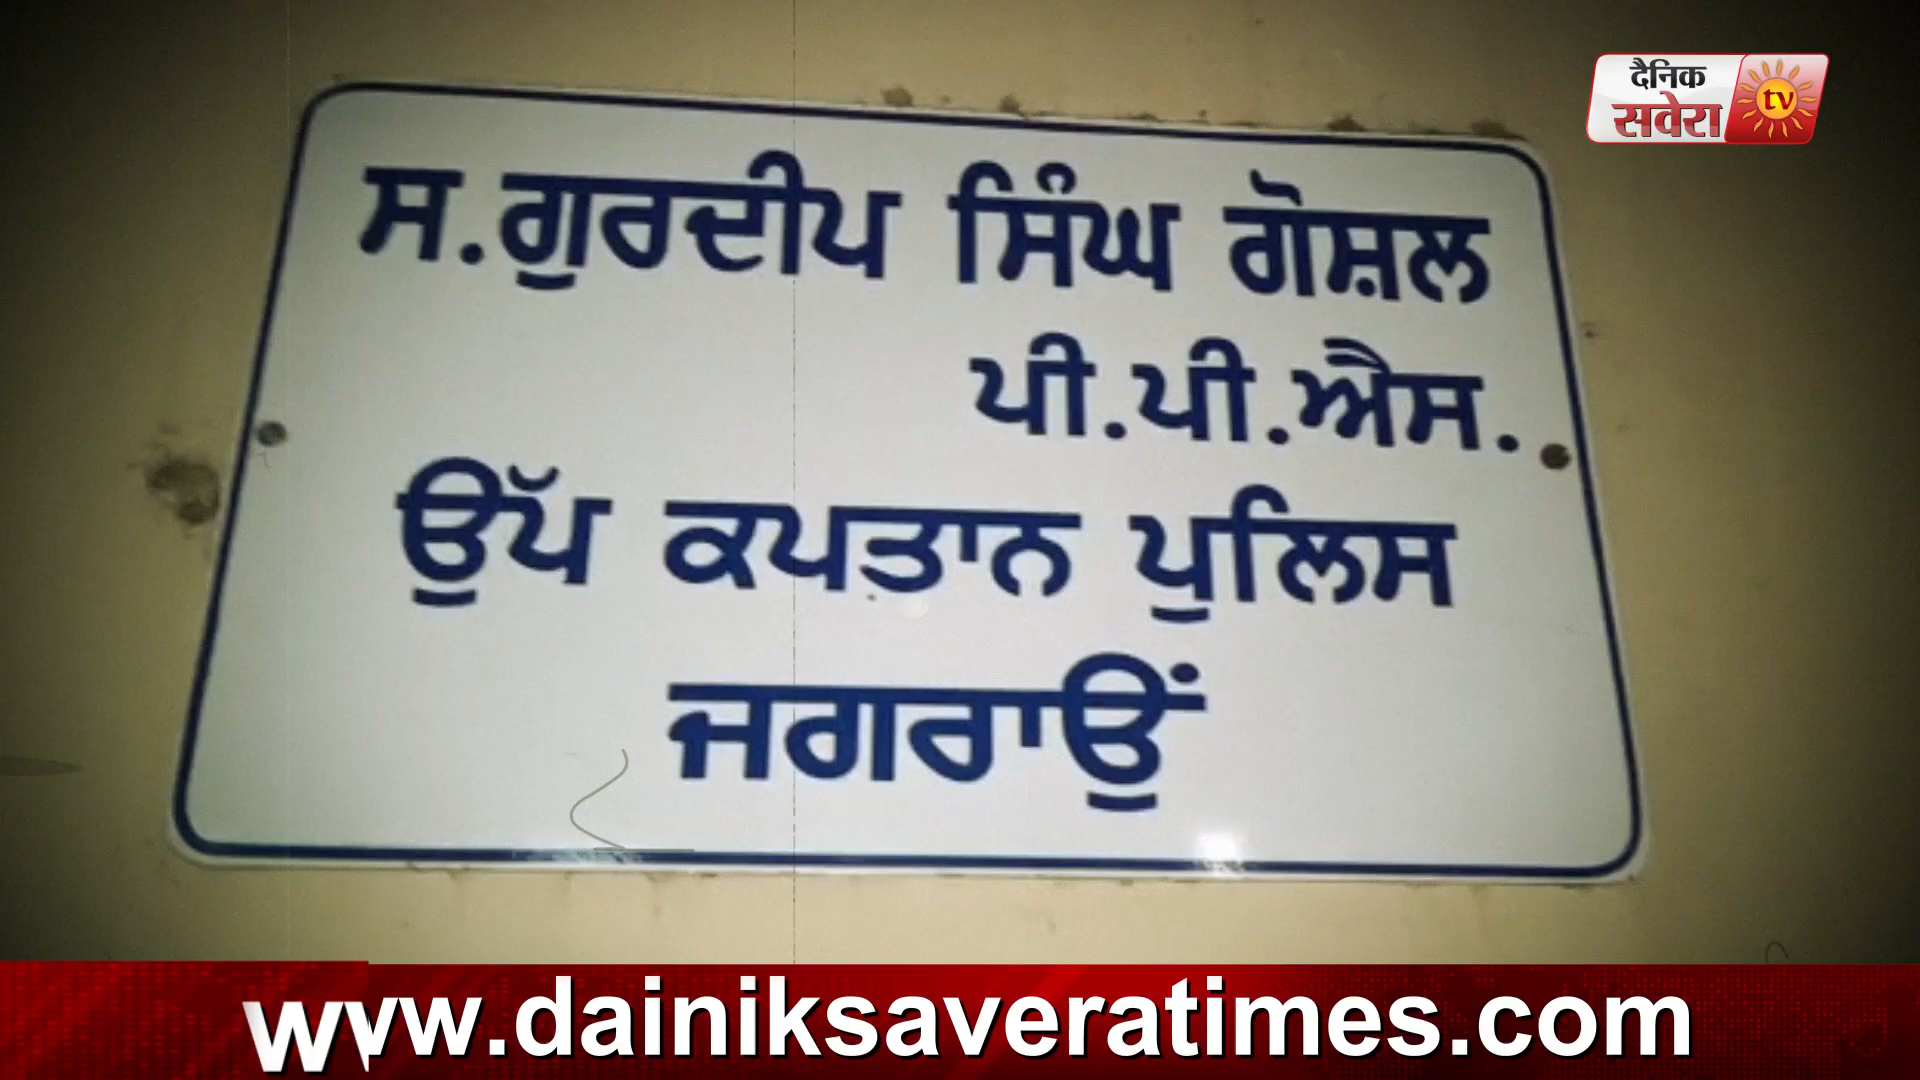 दैनिक
सवेरा tv
ਸ.ਗੁਰਦੀਪ ਸਿੰਘ ਗੋਸ਼ਲ
ਪੀ.ਪੀ.ਐਸ.
ਉੱਪ ਕਪਤਾਨ ਪੁਲਿਸ
ਜਗਰਾਉਂ
www.dainiksaveratimes.com